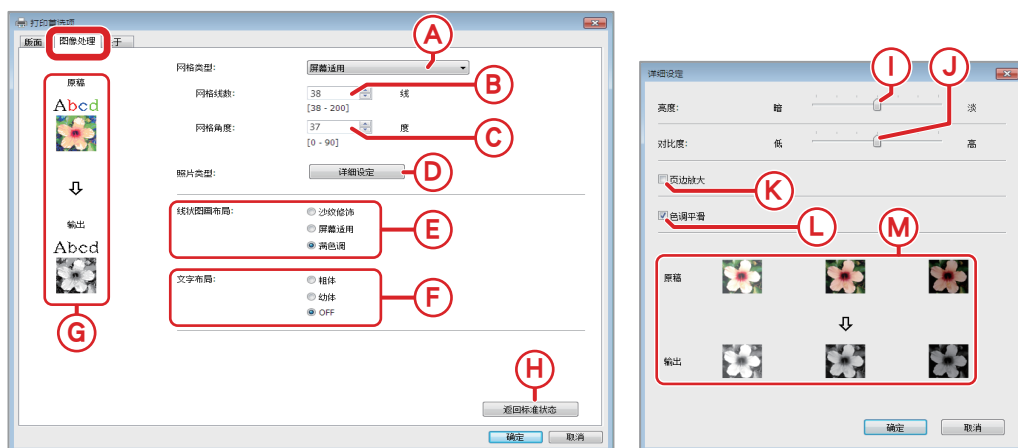 打印首选项
版面
图像处理
关于
原稿
Abcd
输出
Abcd
G
网格类型:
屏幕适用
A
网格线数:
38
线
B
[38 - 200]
网格角度:
37
度
C
[0 - 90]
照片类型:
详细设定
D
线状图画布局:
沙纹修饰
屏幕适用
满色调
E
文字布局:
粗体
幼体
OFF
F
H
返回标准状态
确定
取消
详细设定
I
J
亮度:
暗
淡
对比度:
低
高
页边放大
K
色调平滑
L
M
原稿
输出
确定
取消